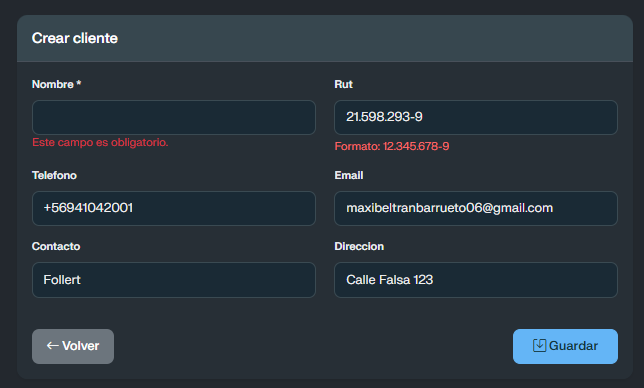 Crear cliente
Nombre *
Rut
21.598.293-9
Este campo es obligatorio.
Formato: 12.345.678-9
Telefono
Email
+56941042001
maxibeltranbarrueto06@gmail.com
Contacto
Direccion
Follert
Calle Falsa 123
← Volver
Guardar